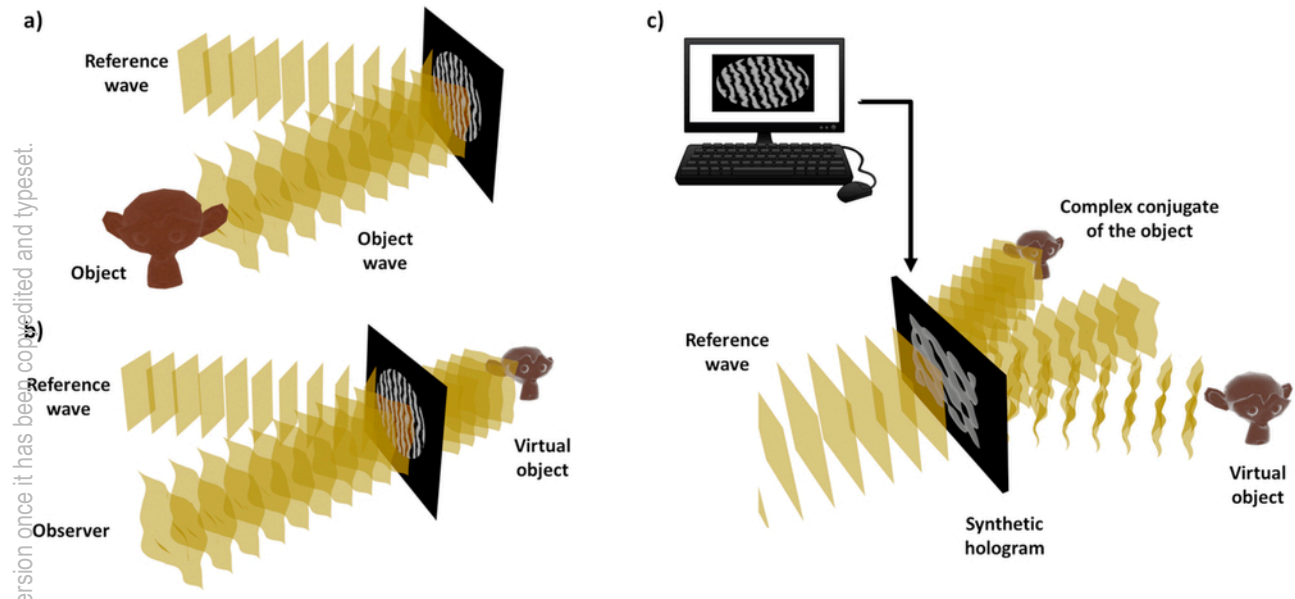 a)
Reference
wave
Object
wave
Object
b)
Reference
wave
Virtual
object
Observer
c)
Complex conjugate
of the object
Reference
wave
Virtual
object
Synthetic
hologram
ersion once it has been copyedited and typeset.